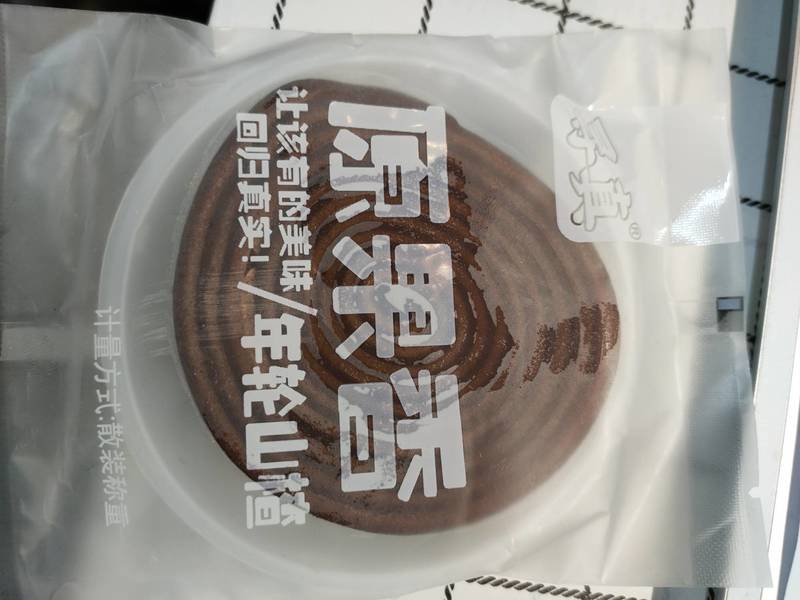 原果香
让该有的美味
回归真实!
/年轮山楂
计量方式:散装称重